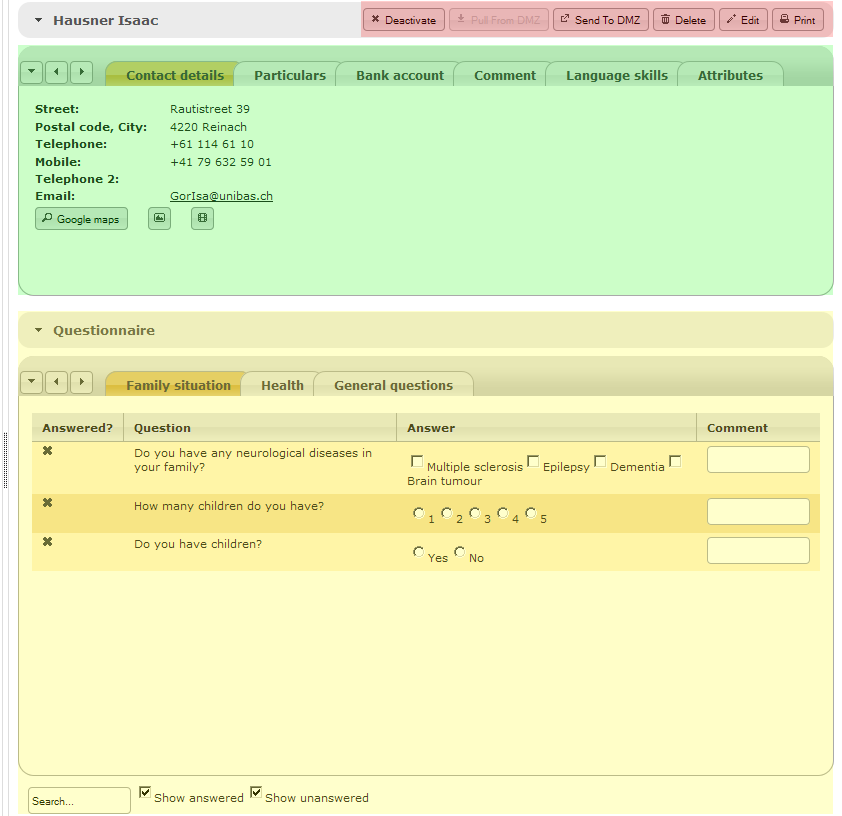 Hausner Isaac Deactivate Pull From DMZ Send To DMZ Delete Edit Print
Contact details Particulars Bank account Comment Language skills Attributes
Street: Rautistreet 39
Postal code, City: 4220 Reinach
Telephone: +61 114 61 10
Mobile: +41 79 632 59 01
Telephone 2:
Email: GorIsa@unibas.ch
Google maps
Questionnaire
Family situation Health General questions
Answered? Question Answer Comment
Do you have any neurological diseases in
your family?
Multiple sclerosis Epilepsy Dementia
Brain tumour
How many children do you have? 1 2 3 4 5
Do you have children? Yes No
Search... Show answered Show unanswered